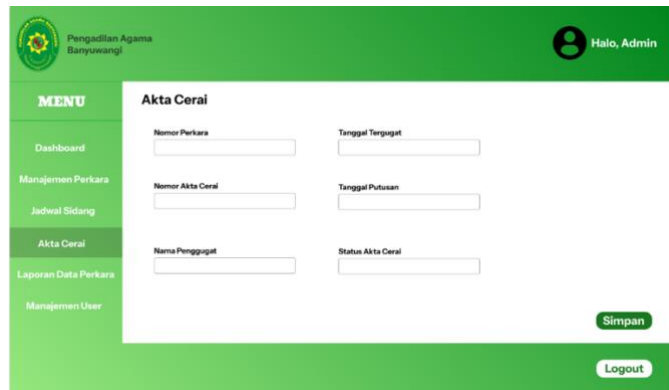 Pengadilan Agama
Banyuwangi
Halo, Admin
MENU
Dashboard
Manajemen Perkara
Jadwal Sidang
Akta Cerai
Laporan Data Perkara
Manajemen User
Akta Cerai
Nomor Perkara
Tanggal Tergugat
Nomor Akta Cerai
Tanggal Putusan
Nama Penggugat
Status Akta Cerai
Simpan
Logout